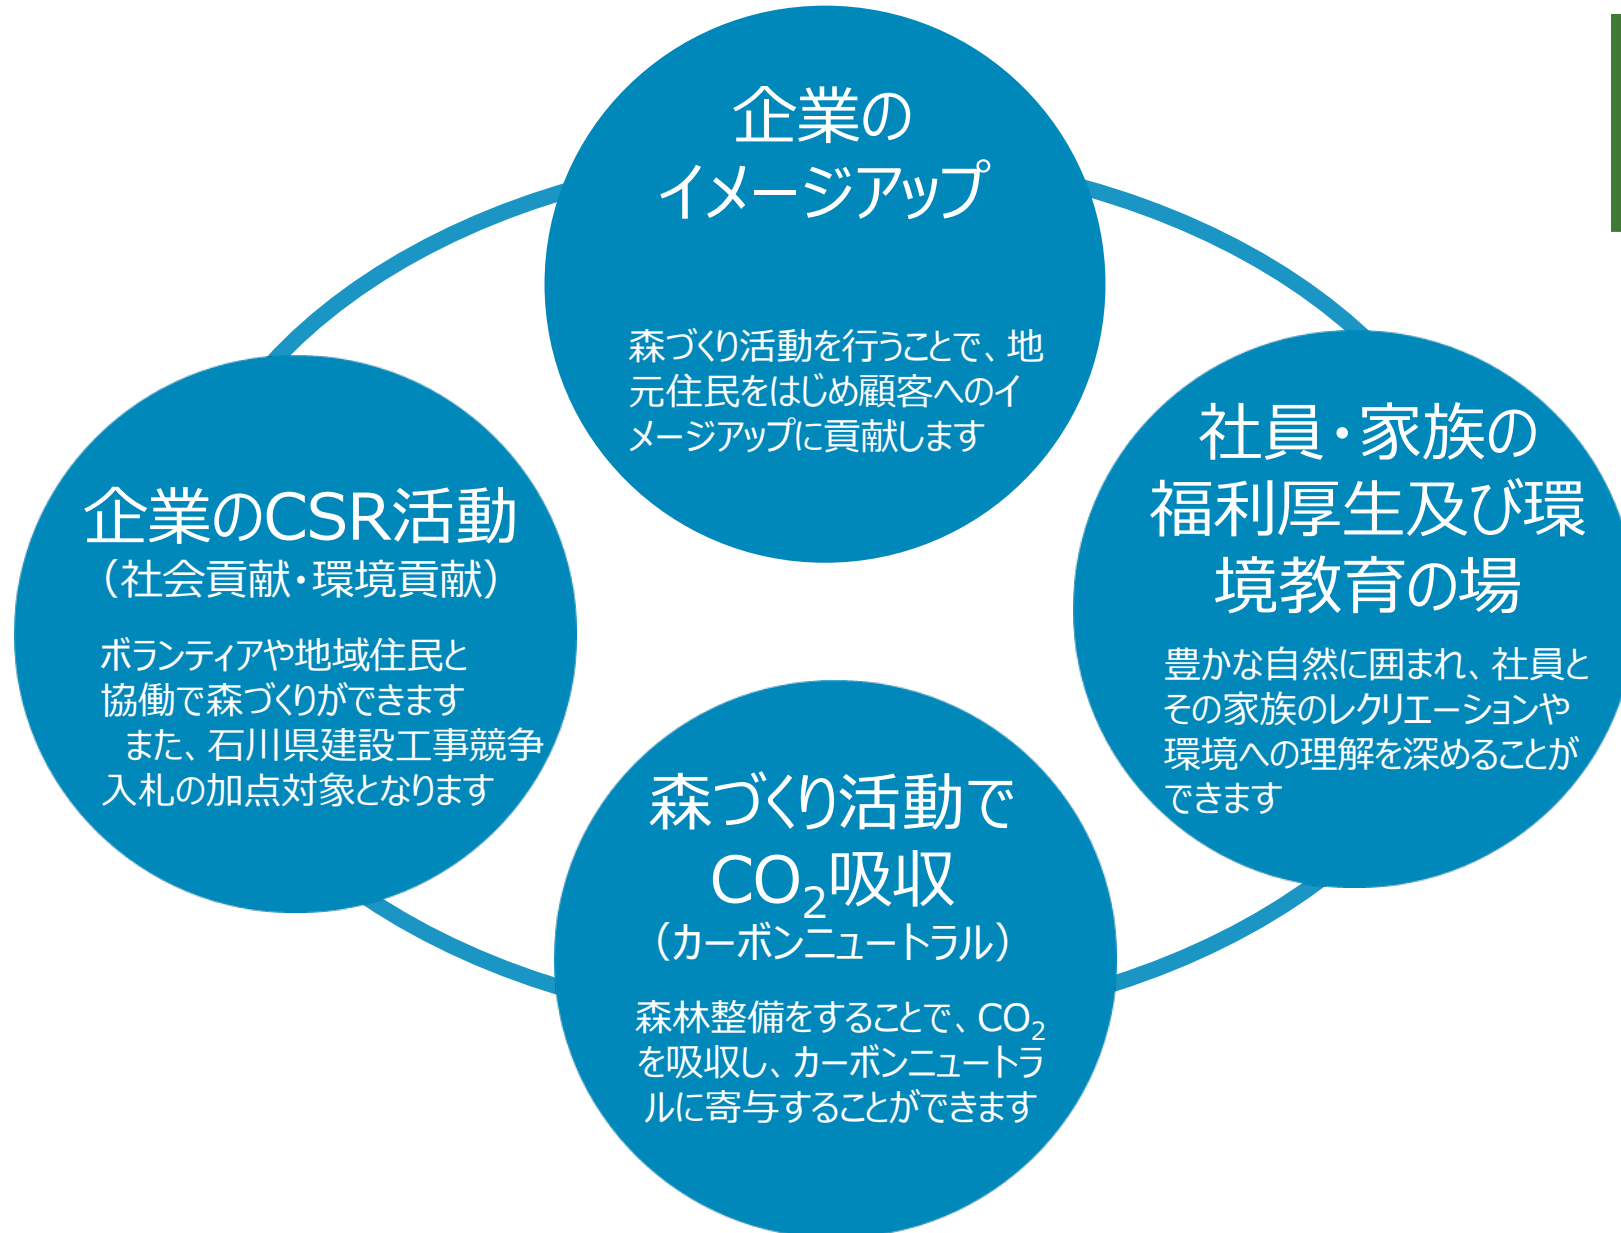 企業の
イメージアップ
森づくり活動を行うことで、地
元住民をはじめ顧客へのイ
メージアップに貢献します
社員・家族の
福利厚生及び環
境教育の場
豊かな自然に囲まれ、社員と
その家族のレクリエーションや
環境への理解を深めることが
できます
森づくり活動で
CO₂吸収
（カーボンニュートラル）
森林整備をすることで、CO₂
を吸収し、カーボンニュートラ
ルに寄与することができます
企業のCSR活動
（社会貢献・環境貢献）
ボランティアや地域住民と
協働で森づくりができます
また、石川県建設工事競争
入札の加点対象となります